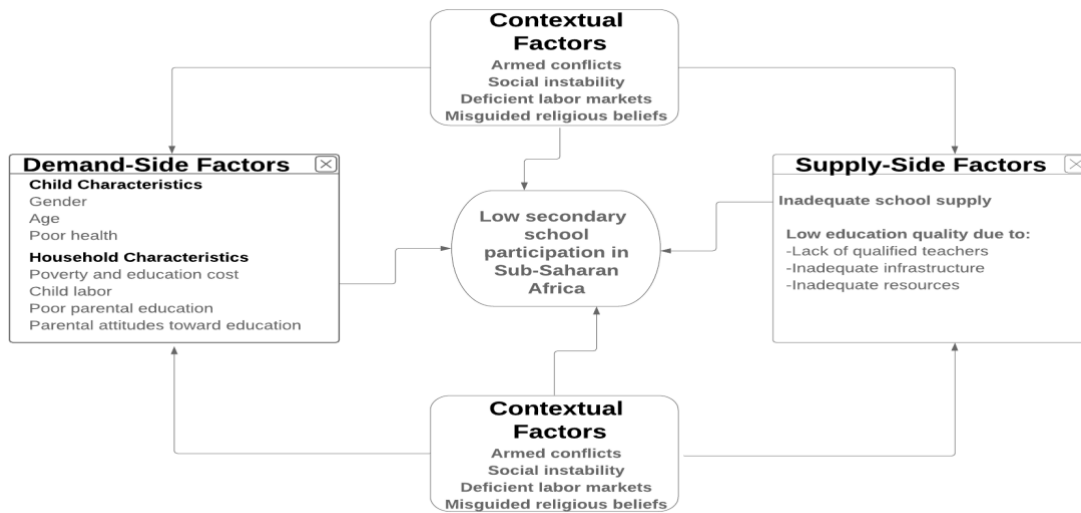 Contextual
Factors
Armed conflicts
Social instability
Deficient labor markets
Misguided religious beliefs
Demand-Side Factors
Child Characteristics
Gender
Age
Poor health
Household Characteristics
Poverty and education cost
Child labor
Poor parental education
Parental attitudes toward education
Low secondary
school
participation in
Sub-Saharan
Africa
Supply-Side Factors
Inadequate school supply
Low education quality due to:
-Lack of qualified teachers
-Inadequate infrastructure
-Inadequate resources
Contextual
Factors
Armed conflicts
Social instability
Deficient labor markets
Misguided religious beliefs